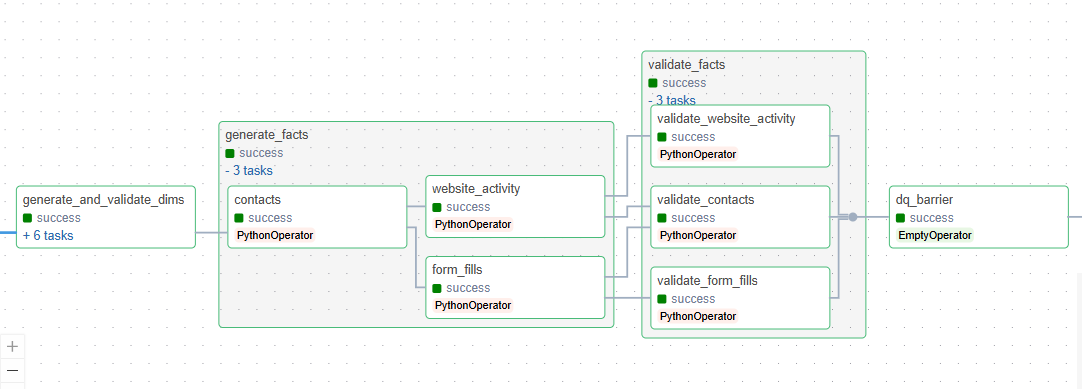 generate_and_validate_dims
success
+ 6 tasks
generate_facts
success
- 3 tasks
contacts
success
PythonOperator
website_activity
success
PythonOperator
form_fills
success
PythonOperator
validate_facts
success
- 3 tasks
validate_website_activity
success
PythonOperator
validate_contacts
success
PythonOperator
validate_form_fills
success
PythonOperator
dq_barrier
success
EmptyOperator